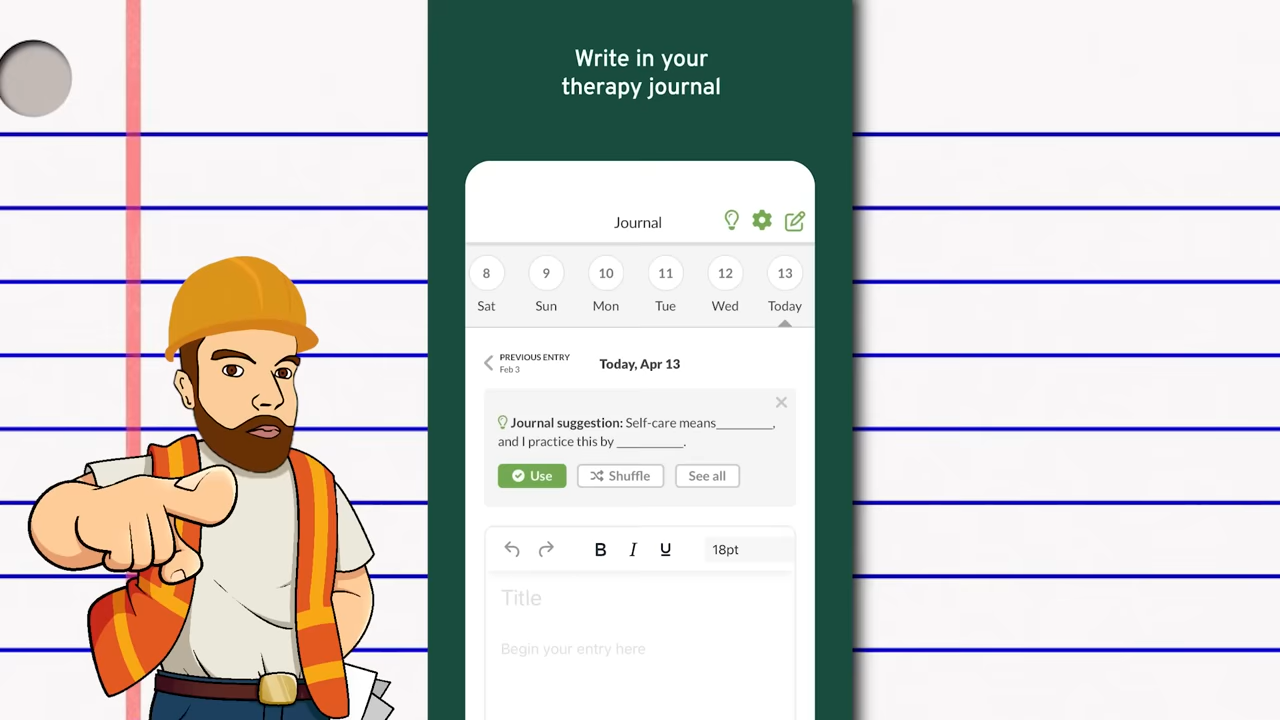 Write in your
therapy journal
Journal
8 9 10 11 12 13
Sat Sun Mon Tue Wed Today
PREVIOUS ENTRY
Feb 3
Today, Apr 13
Journal suggestion: Self-care means________,
and I practice this by _________.
Use Shuffle See all
B I U 18pt
Title
Begin your entry here